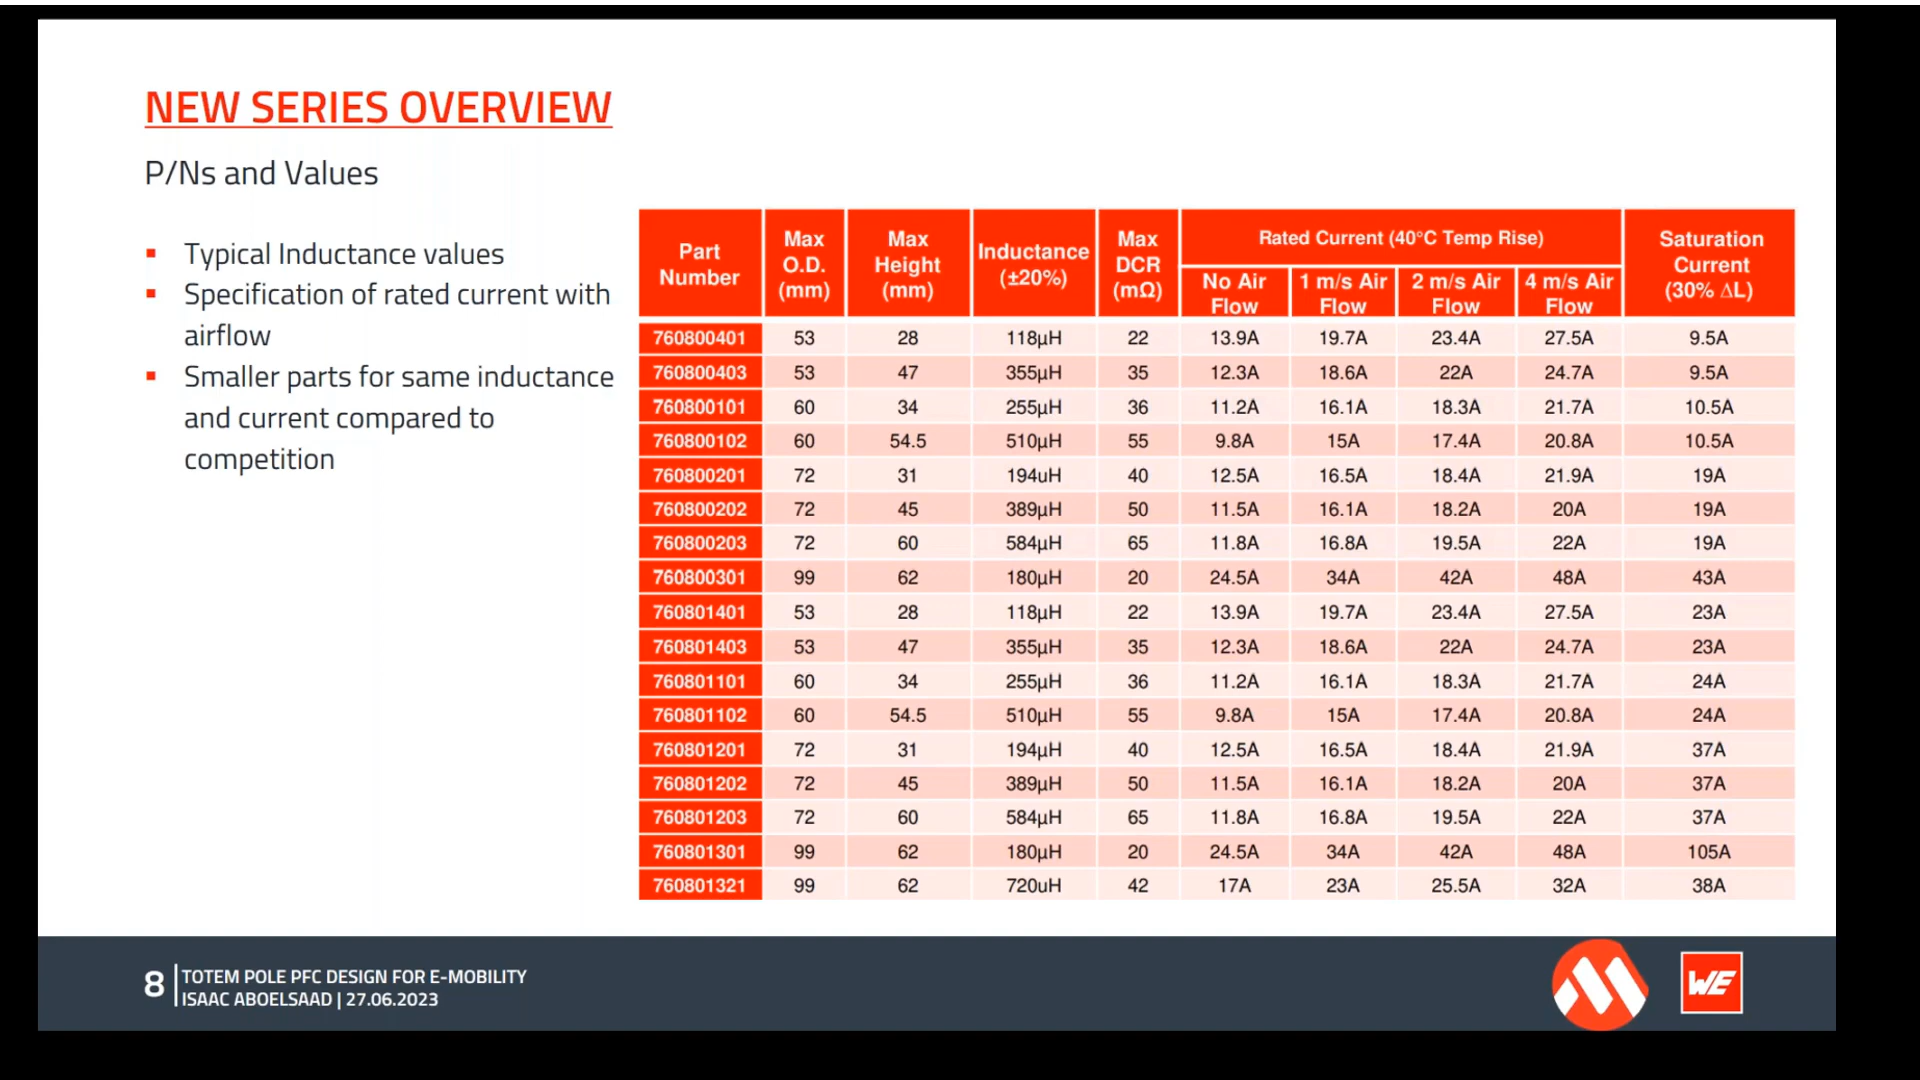 NEW SERIES OVERVIEW
P/Ns and Values
▪ Typical Inductance values
▪ Specification of rated current with
airflow
▪ Smaller parts for same inductance
and current compared to
competition
Part Number | Max O.D. (mm) | Max Height (mm) | Inductance (±20%) | Max DCR (mΩ) | Rated Current (40°C Temp Rise) | Saturation Current (30% ΔL)
No Air Flow | 1 m/s Air Flow | 2 m/s Air Flow | 4 m/s Air Flow
760800401 | 53 | 28 | 118µH | 22 | 13.9A | 19.7A | 23.4A | 27.5A | 9.5A
760800403 | 53 | 47 | 355µH | 35 | 12.3A | 18.6A | 22A | 24.7A | 9.5A
760800101 | 60 | 34 | 255µH | 36 | 11.2A | 16.1A | 18.3A | 21.7A | 10.5A
760800102 | 60 | 54.5 | 510µH | 55 | 9.8A | 15A | 17.4A | 20.8A | 10.5A
760800201 | 72 | 31 | 194uH | 40 | 12.5A | 16.5A | 18.4A | 21.9A | 19A
760800202 | 72 | 45 | 389µH | 50 | 11.5A | 16.1A | 18.2A | 20A | 19A
760800203 | 72 | 60 | 584µH | 65 | 11.8A | 16.8A | 19.5A | 22A | 19A
760800301 | 99 | 62 | 180µH | 20 | 24.5A | 34A | 42A | 48A | 43A
760801401 | 53 | 28 | 118µH | 22 | 13.9A | 19.7A | 23.4A | 27.5A | 23A
760801403 | 53 | 47 | 355µH | 35 | 12.3A | 18.6A | 22A | 24.7A | 23A
760801101 | 60 | 34 | 255µH | 36 | 11.2A | 16.1A | 18.3A | 21.7A | 24A
760801102 | 60 | 54.5 | 510µH | 55 | 9.8A | 15A | 17.4A | 20.8A | 24A
760801201 | 72 | 31 | 194µH | 40 | 12.5A | 16.5A | 18.4A | 21.9A | 37A
760801202 | 72 | 45 | 389µH | 50 | 11.5A | 16.1A | 18.2A | 20A | 37A
760801203 | 72 | 60 | 584µH | 65 | 11.8A | 16.8A | 19.5A | 22A | 37A
760801301 | 99 | 62 | 180µH | 20 | 24.5A | 34A | 42A | 48A | 105A
760801321 | 99 | 62 | 720uH | 42 | 17A | 23A | 25.5A | 32A | 38A
8
TOTEM POLE PFC DESIGN FOR E-MOBILITY
ISAAC ABOELSAAD | 27.06.2023
WE